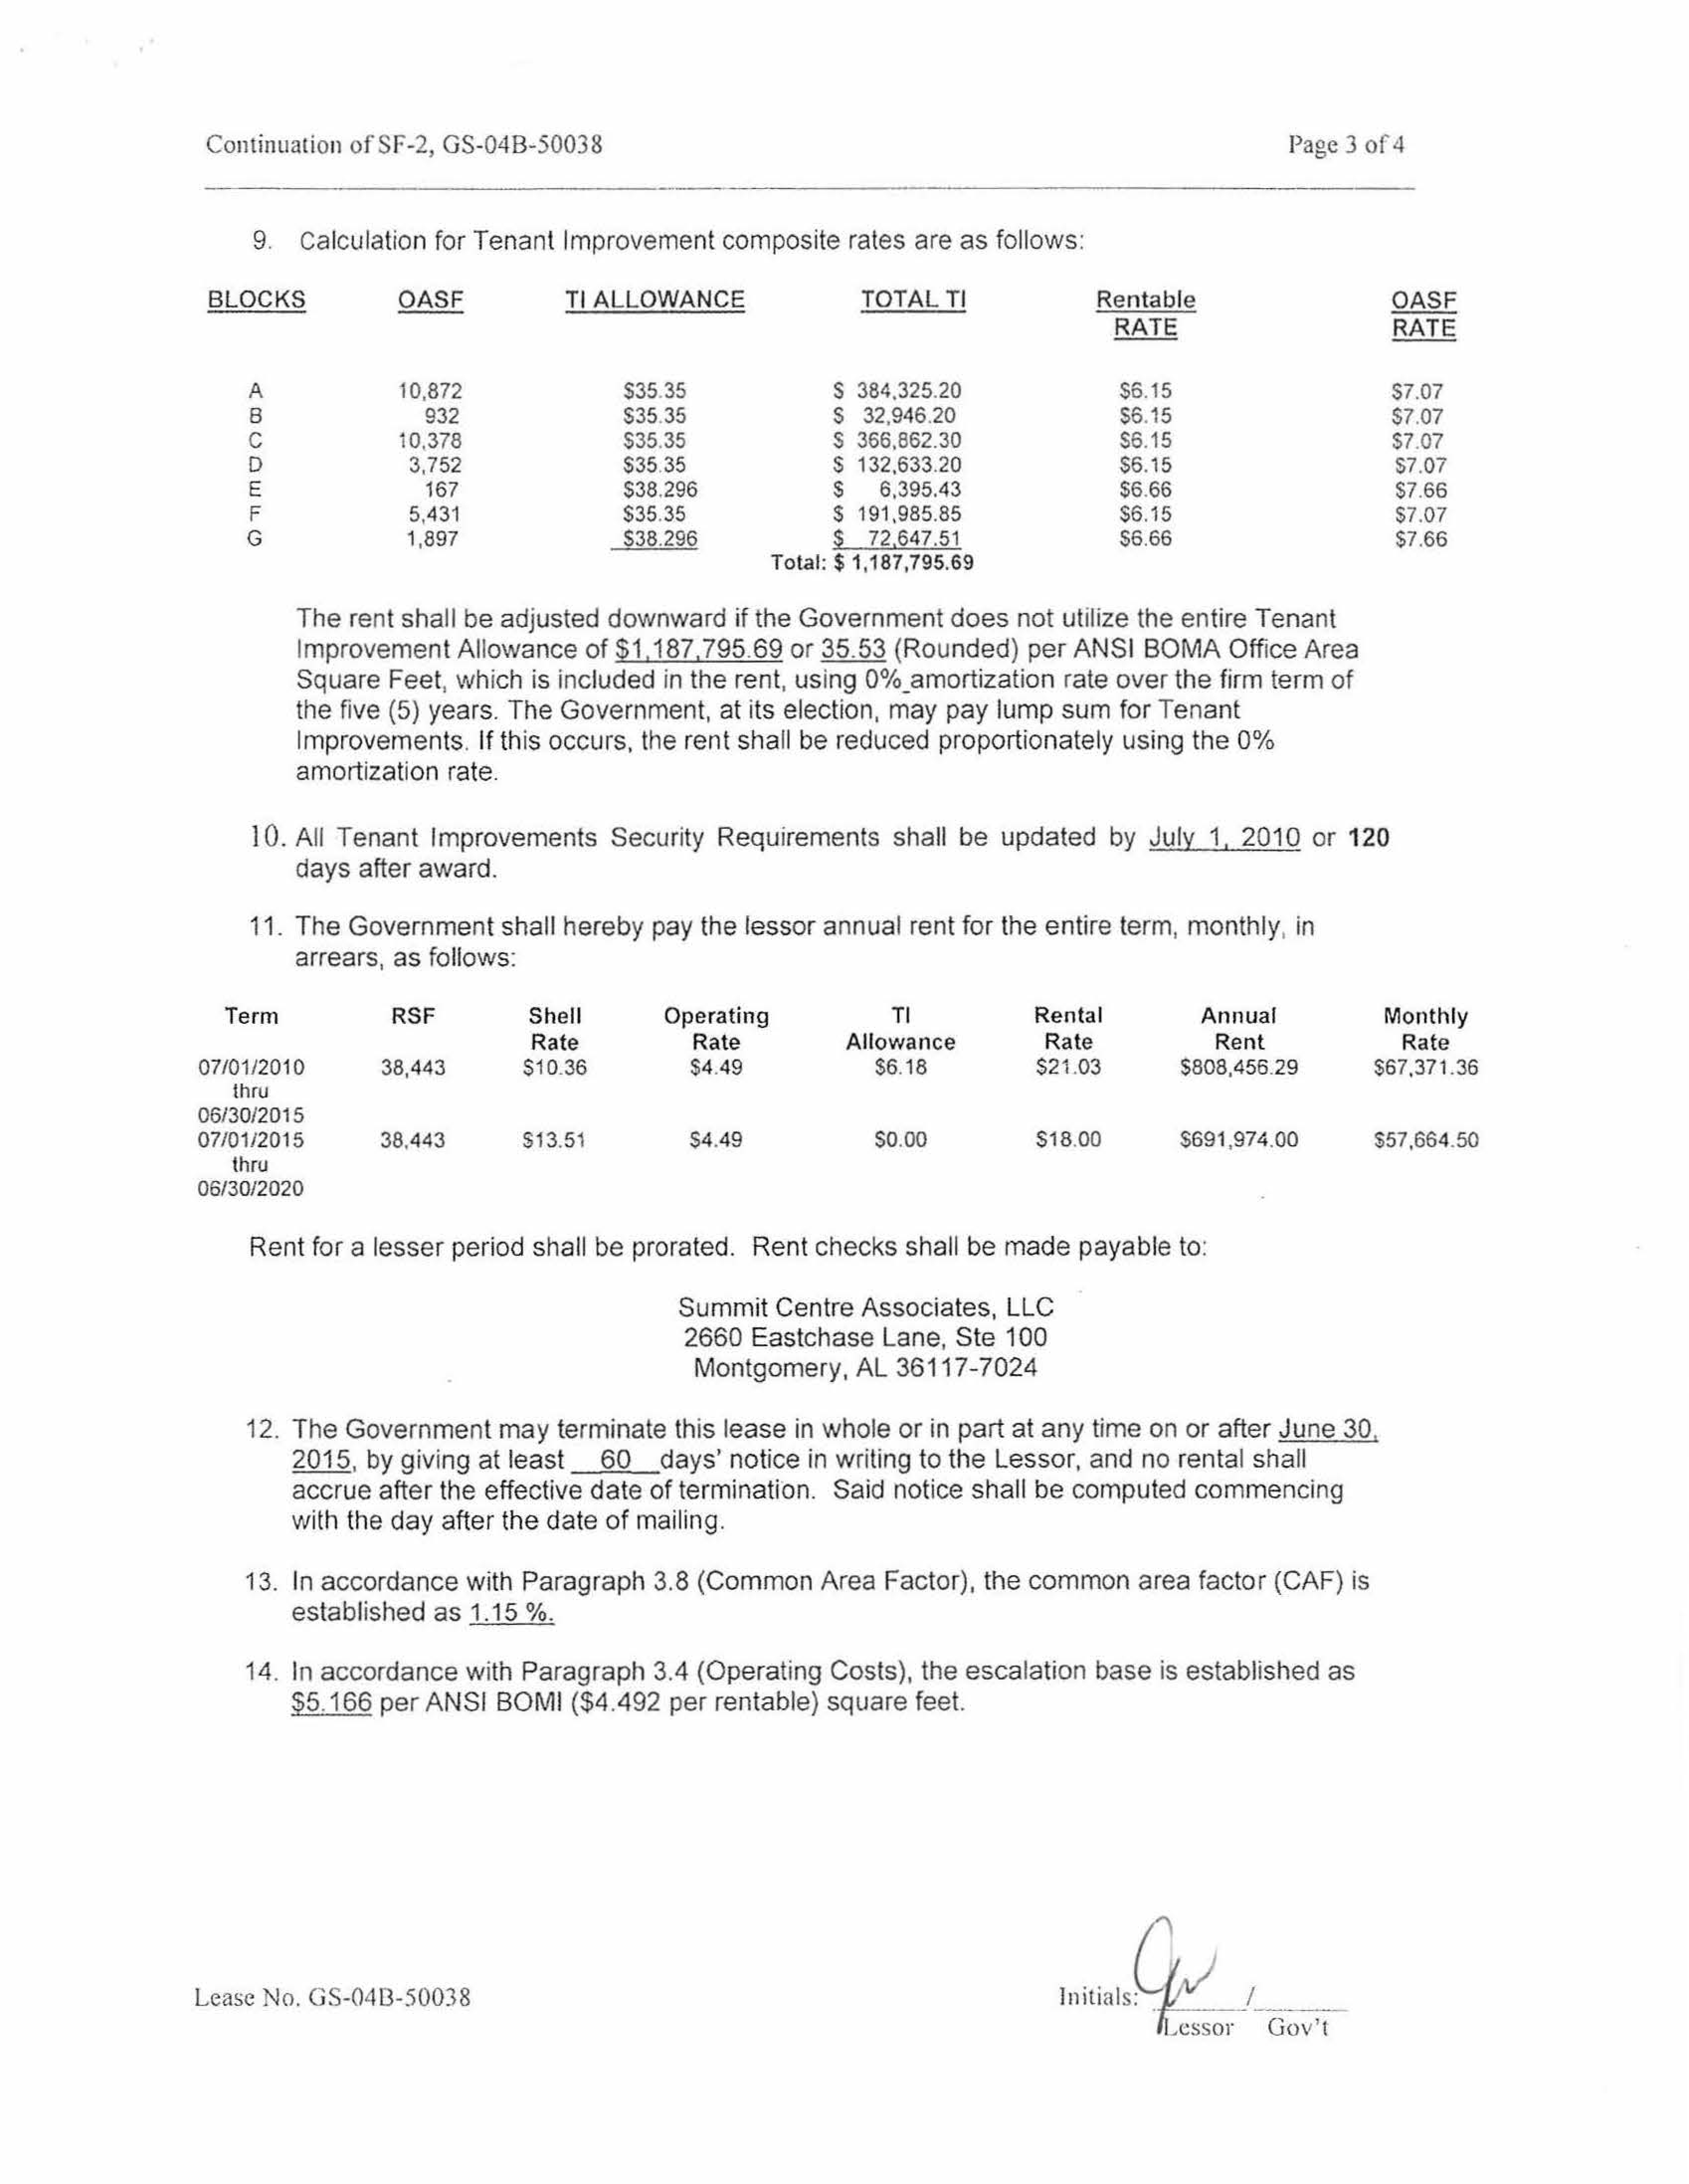 Continuation of SF-2, GS-04B-50038 Page 3 of 4
9. Calculation for Tenant Improvement composite rates are as follows:
BLOCKS OASF TI ALLOWANCE TOTAL TI Rentable OASF
RATE RATE
A 10,872 $35.35 $ 384,325.20 $6.15 $7.07
B 932 $35.35 $ 32,946.20 $6.15 $7.07
C 10,378 $35.35 $ 366,862.30 $6.15 $7.07
D 3,752 $35.35 $ 132,633.20 $6.15 $7.07
E 167 $38.296 $ 6,395.43 $6.66 $7.66
F 5,431 $35.35 $ 191,985.85 $6.15 $7.07
G 1,897 $38.296 $ 72,647.51 $6.66 $7.66
Total: $ 1,187,795.69
The rent shall be adjusted downward if the Government does not utilize the entire Tenant
Improvement Allowance of $1,187,795.69 or 35.53 (Rounded) per ANSI BOMA Office Area
Square Feet, which is included in the rent, using 0% amortization rate over the firm term of
the five (5) years. The Government, at its election, may pay lump sum for Tenant
Improvements. If this occurs, the rent shall be reduced proportionately using the 0%
amortization rate.
10. All Tenant Improvements Security Requirements shall be updated by July 1, 2010 or 120
days after award.
11. The Government shall hereby pay the lessor annual rent for the entire term, monthly, in
arrears, as follows:
Term RSF Shell Operating TI Rental Annual Monthly
Rate Rate Allowance Rate Rent Rate
07/01/2010 38,443 $10.36 $4.49 $6.18 $21.03 $808,456.29 $67,371.36
thru
06/30/2015
07/01/2015 38,443 $13.51 $4.49 $0.00 $18.00 $691,974.00 $57,664.50
thru
06/30/2020
Rent for a lesser period shall be prorated. Rent checks shall be made payable to:
Summit Centre Associates, LLC
2660 Eastchase Lane, Ste 100
Montgomery, AL 36117-7024
12. The Government may terminate this lease in whole or in part at any time on or after June 30,
2015, by giving at least 60 days' notice in writing to the Lessor, and no rental shall
accrue after the effective date of termination. Said notice shall be computed commencing
with the day after the date of mailing.
13. In accordance with Paragraph 3.8 (Common Area Factor), the common area factor (CAF) is
established as 1.15 %.
14. In accordance with Paragraph 3.4 (Operating Costs), the escalation base is established as
$5.166 per ANSI BOMI ($4.492 per rentable) square feet.
Lease No. GS-04B-50038 Initials: /
Lessor Gov't